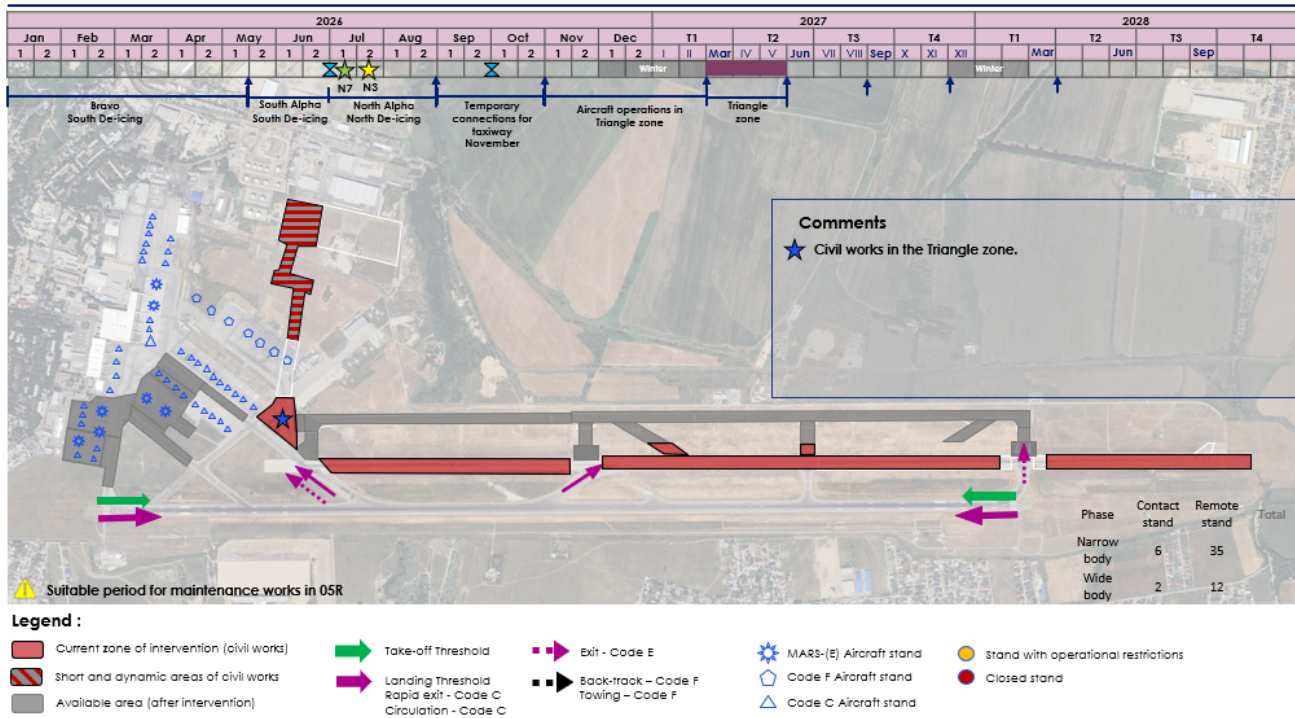 2026 2027 2028
Jan Feb Mar Apr May Jun Jul Aug Sep Oct Nov Dec T1 T2 T3 T4 T1 T2 T3 T4
1 2 1 2 1 2 1 2 1 2 1 2 1 2 1 2 1 2 1 2 1 2 1 2 I II Mar IV V Jun VII VIII Sep X XI XII Mar Jun Sep
Winter Winter
N7 N3
Bravo
South De-icing
South Alpha
South De-icing
North Alpha
North De-icing
Temporary
connections for
taxiway
November
Aircraft operations in
Triangle zone
Triangle
zone
Comments
Civil works in the Triangle zone.
Phase Contact stand Remote stand Total
Narrow body 6 35
Wide body 2 12
Suitable period for maintenance works in 05R
Legend :
Current zone of intervention (civil works)
Short and dynamic areas of civil works
Available area (after intervention)
Take-off Threshold
Landing Threshold
Rapid exit - Code C
Circulation - Code C
Exit - Code E
Back-track – Code F
Towing – Code F
MARS-(E) Aircraft stand
Code F Aircraft stand
Code C Aircraft stand
Stand with operational restrictions
Closed stand